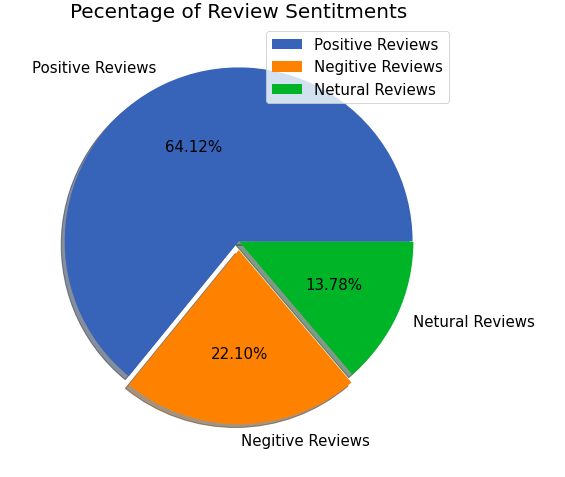 Pecentage of Review Sentitments
Positive Reviews
Negitive Reviews
Netural Reviews
Positive Reviews
64.12%
13.78%
Netural Reviews
22.10%
Negitive Reviews